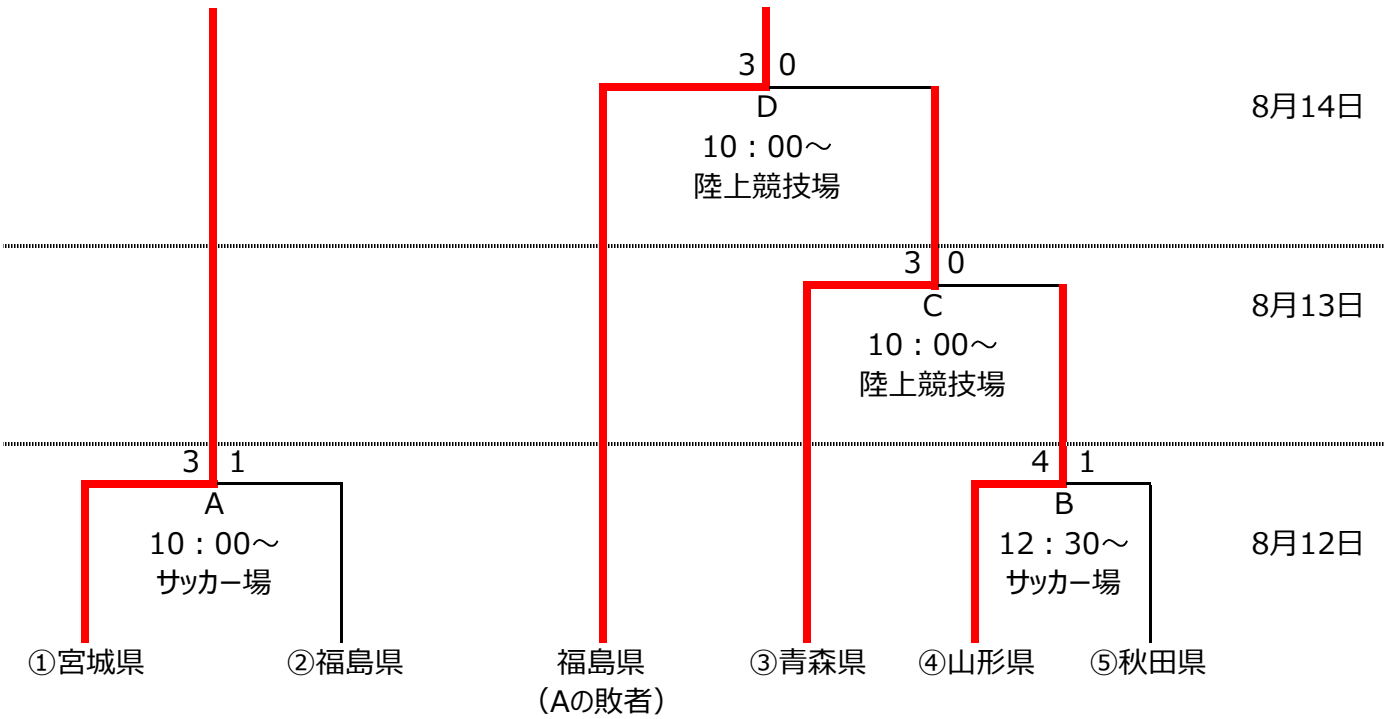 3 0
D
8月14日
10：00～
陸上競技場
3 0
C
8月13日
10：00～
陸上競技場
3 1
4 1
A
B
10：00～
12：30～
8月12日
サッカー場
サッカー場
①宮城県
②福島県
福島県
③青森県
④山形県
⑤秋田県
（Aの敗者）